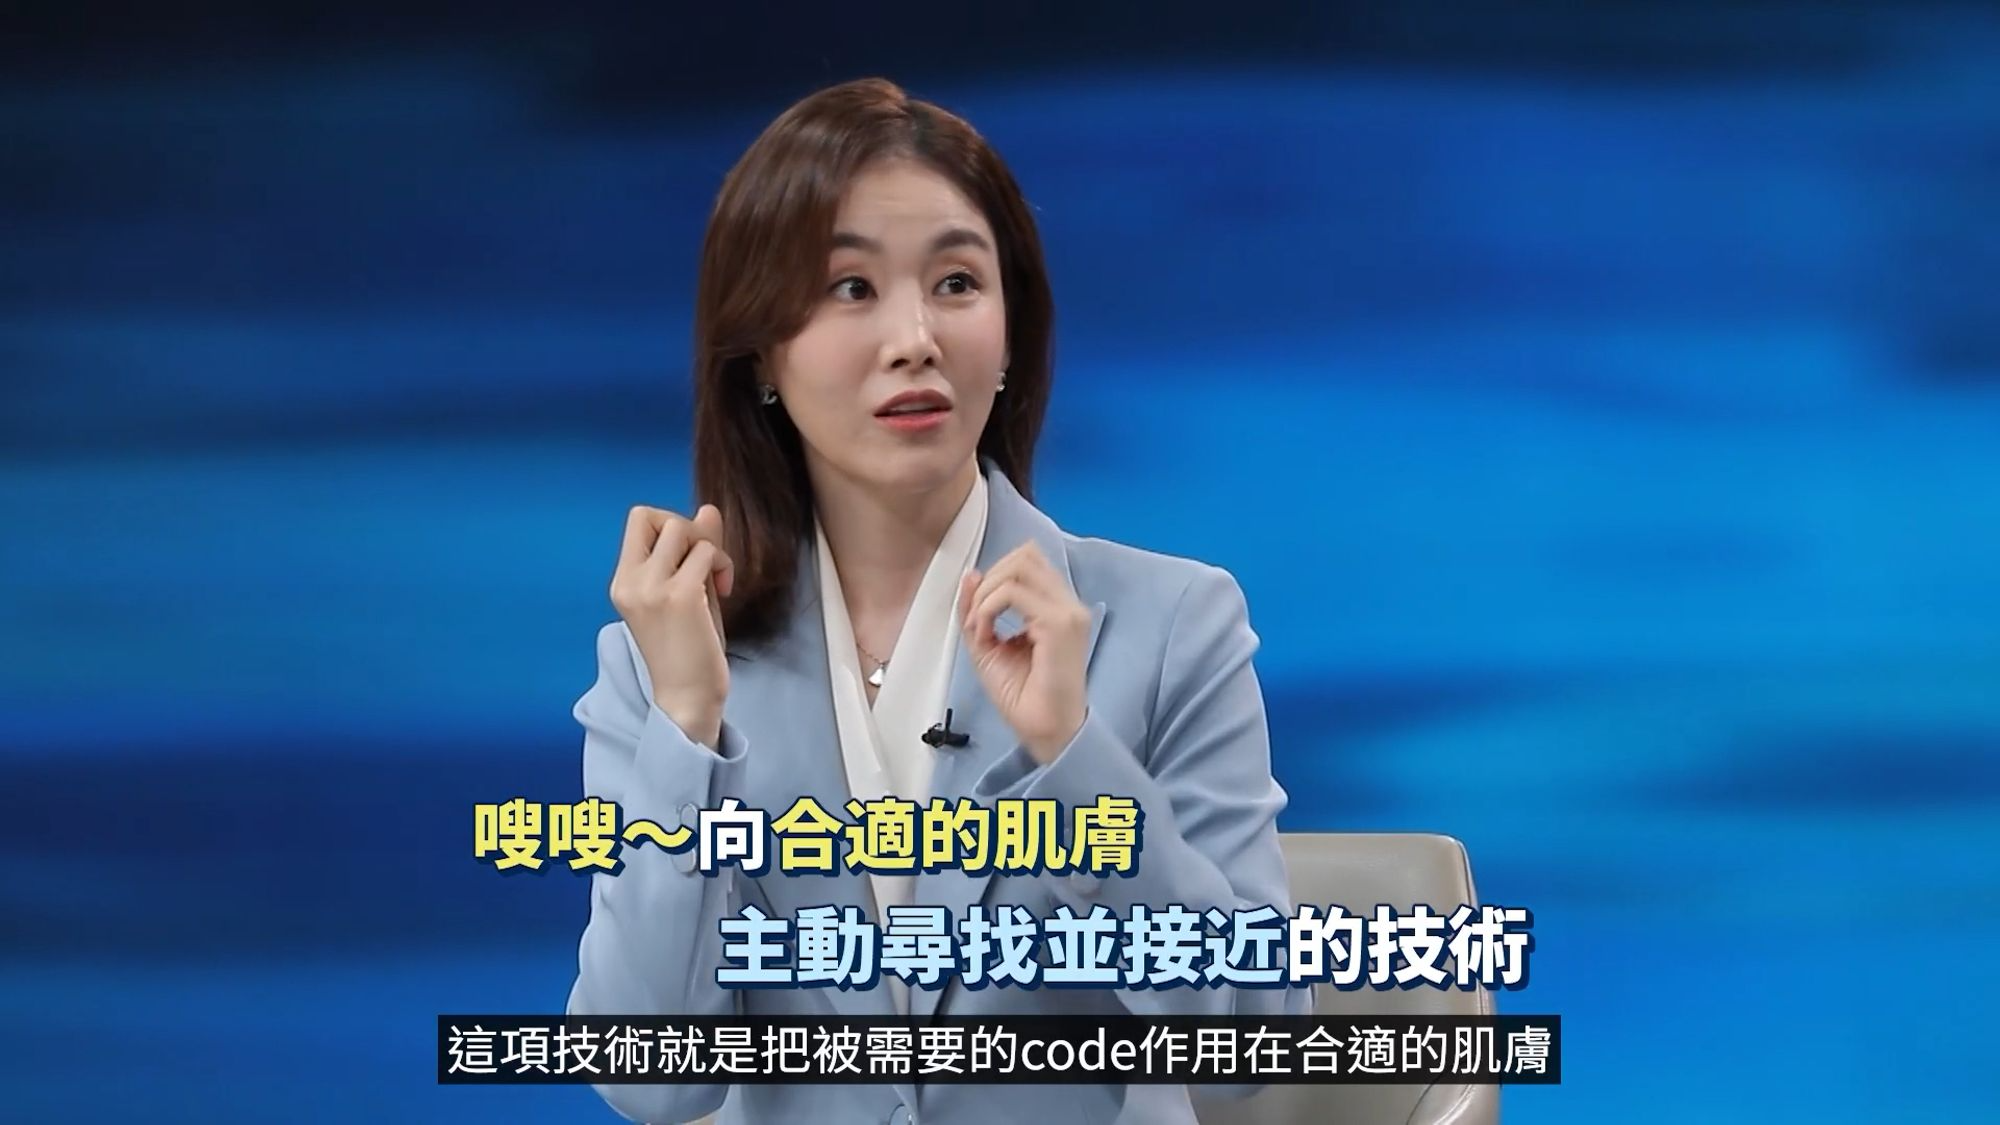 嗖嗖～向合適的肌膚
主動尋找並接近的技術
這項技術就是把被需要的code作用在合適的肌膚